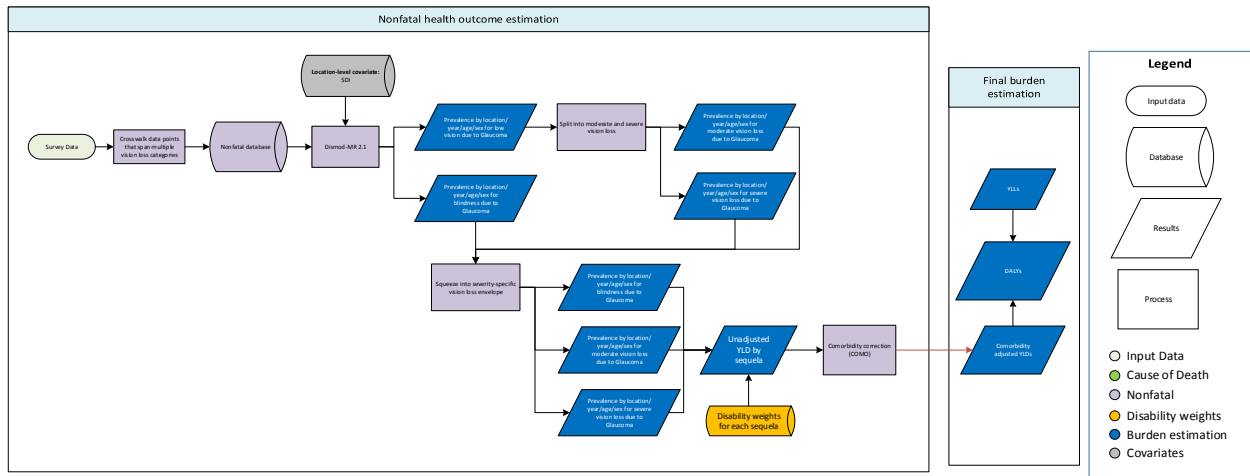 Nonfatal health outcome estimation
Location-level covariate:
SDI
Survey Data
Crosswalk data points
that span multiple
vision loss categories
Nonfatal database
Dismod-MR 2.1
Prevalence by location/
year/age/sex for low vision
due to Glaucoma
Split into moderate and severe
vision loss
Prevalence by location/
year/age/sex for
moderate vision loss
due to Glaucoma
Prevalence by location/
year/age/sex for
blindness due to
Glaucoma
Prevalence by location/
year/age/sex for severe
vision loss due to
Glaucoma
Squeeze into severity-specific
vision loss envelope
Prevalence by location/
year/age/sex for
blindness due to
Glaucoma
Prevalence by location/
year/age/sex for
moderate vision loss
due to Glaucoma
Prevalence by location/
year/age/sex for severe
vision loss due to
Glaucoma
Unadjusted
YLD by
sequela
Disability weights
for each sequela
Comorbidity correction
(COMO)
Final burden
estimation
YLLs
DALYs
Comorbidity
adjusted YLDs
Legend
Input data
Database
Results
Process
Input Data
Cause of Death
Nonfatal
Disability weights
Burden estimation
Covariates